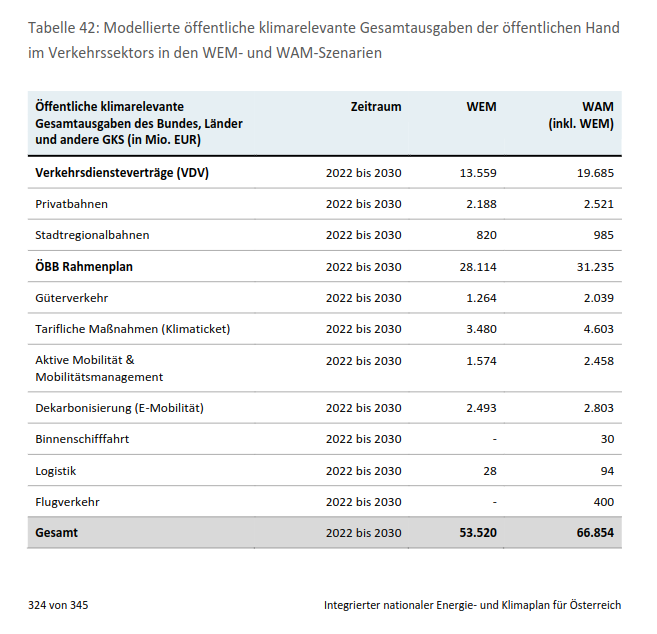 Tabelle 42: Modellierte öffentliche klimarelevante Gesamtausgaben der öffentlichen Hand
im Verkehrssektors in den WEM- und WAM-Szenarien
Öffentliche klimarelevante Gesamtausgaben des Bundes, Länder und andere GKS (in Mio. EUR) Zeitraum WEM WAM (inkl. WEM)
Verkehrsdiensteverträge (VDV) 2022 bis 2030 13.559 19.685
Privatbahnen 2022 bis 2030 2.188 2.521
Stadtregionalbahnen 2022 bis 2030 820 985
ÖBB Rahmenplan 2022 bis 2030 28.114 31.235
Güterverkehr 2022 bis 2030 1.264 2.039
Tarifliche Maßnahmen (Klimaticket) 2022 bis 2030 3.480 4.603
Aktive Mobilität & 2022 bis 2030 1.574 2.458
Mobilitätsmanagement
Dekarbonisierung (E-Mobilität) 2022 bis 2030 2.493 2.803
Binnenschifffahrt 2022 bis 2030 - 30
Logistik 2022 bis 2030 28 94
Flugverkehr 2022 bis 2030 - 400
Gesamt 2022 bis 2030 53.520 66.854
324 von 345 Integrierter nationaler Energie- und Klimaplan für Österreich